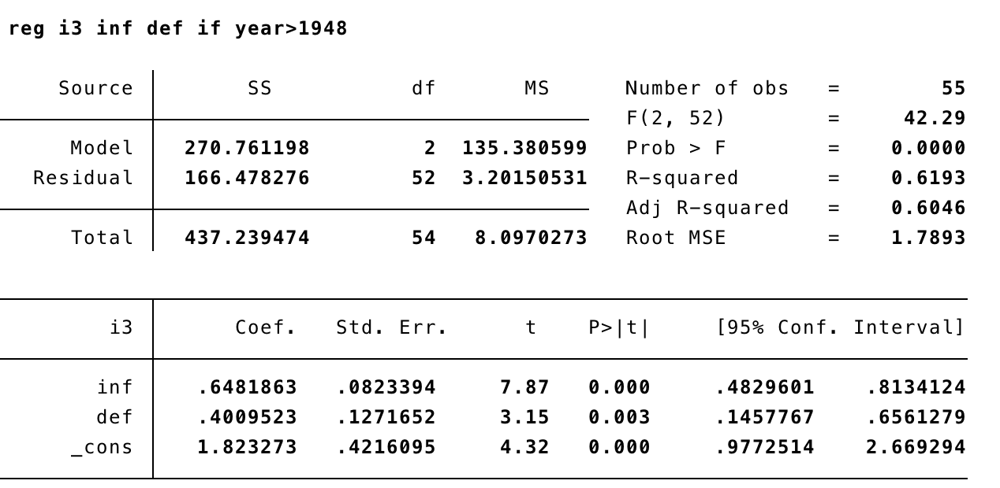 reg i3 inf def if year>1948
Source SS df MS Number of obs = 55
F(2, 52) = 42.29
Model 270.761198 2 135.380599 Prob > F = 0.0000
Residual 166.478276 52 3.20150531 R-squared = 0.6193
Adj R-squared = 0.6046
Total 437.239474 54 8.0970273 Root MSE = 1.7893
i3 Coef. Std. Err. t P>|t| [95% Conf. Interval]
inf .6481863 .0823394 7.87 0.000 .4829601 .8134124
def .4009523 .1271652 3.15 0.003 .1457767 .6561279
_cons 1.823273 .4216095 4.32 0.000 .9772514 2.669294